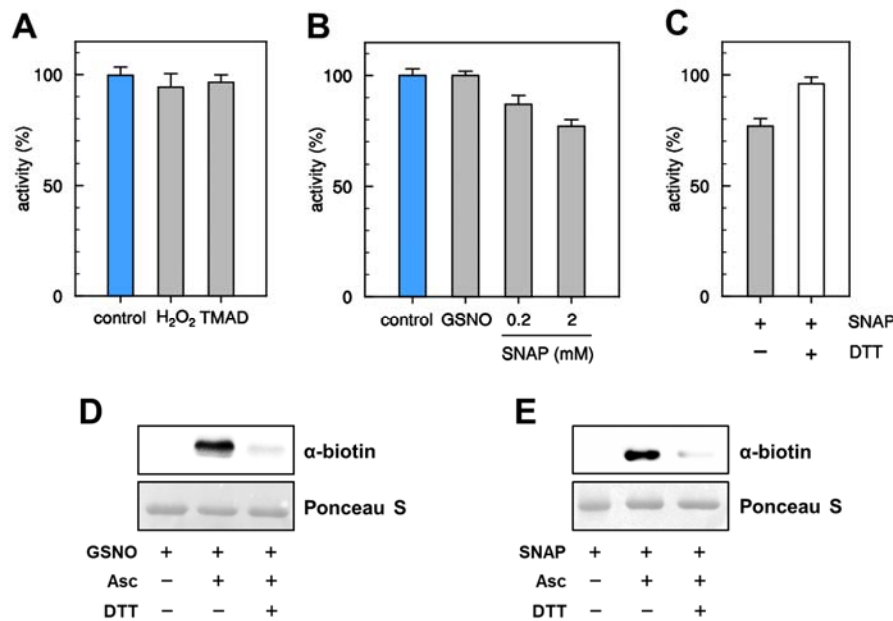 A
activity (%)
100
50
0
control H₂O₂ TMAD
B
activity (%)
100
50
0
control GSNO 0.2 2
SNAP (mM)
C
activity (%)
100
50
0
+ + SNAP
− + DTT
D
α-biotin
Ponceau S
GSNO + + +
Asc − + +
DTT − − +
E
α-biotin
Ponceau S
SNAP + + +
Asc − + +
DTT − − +